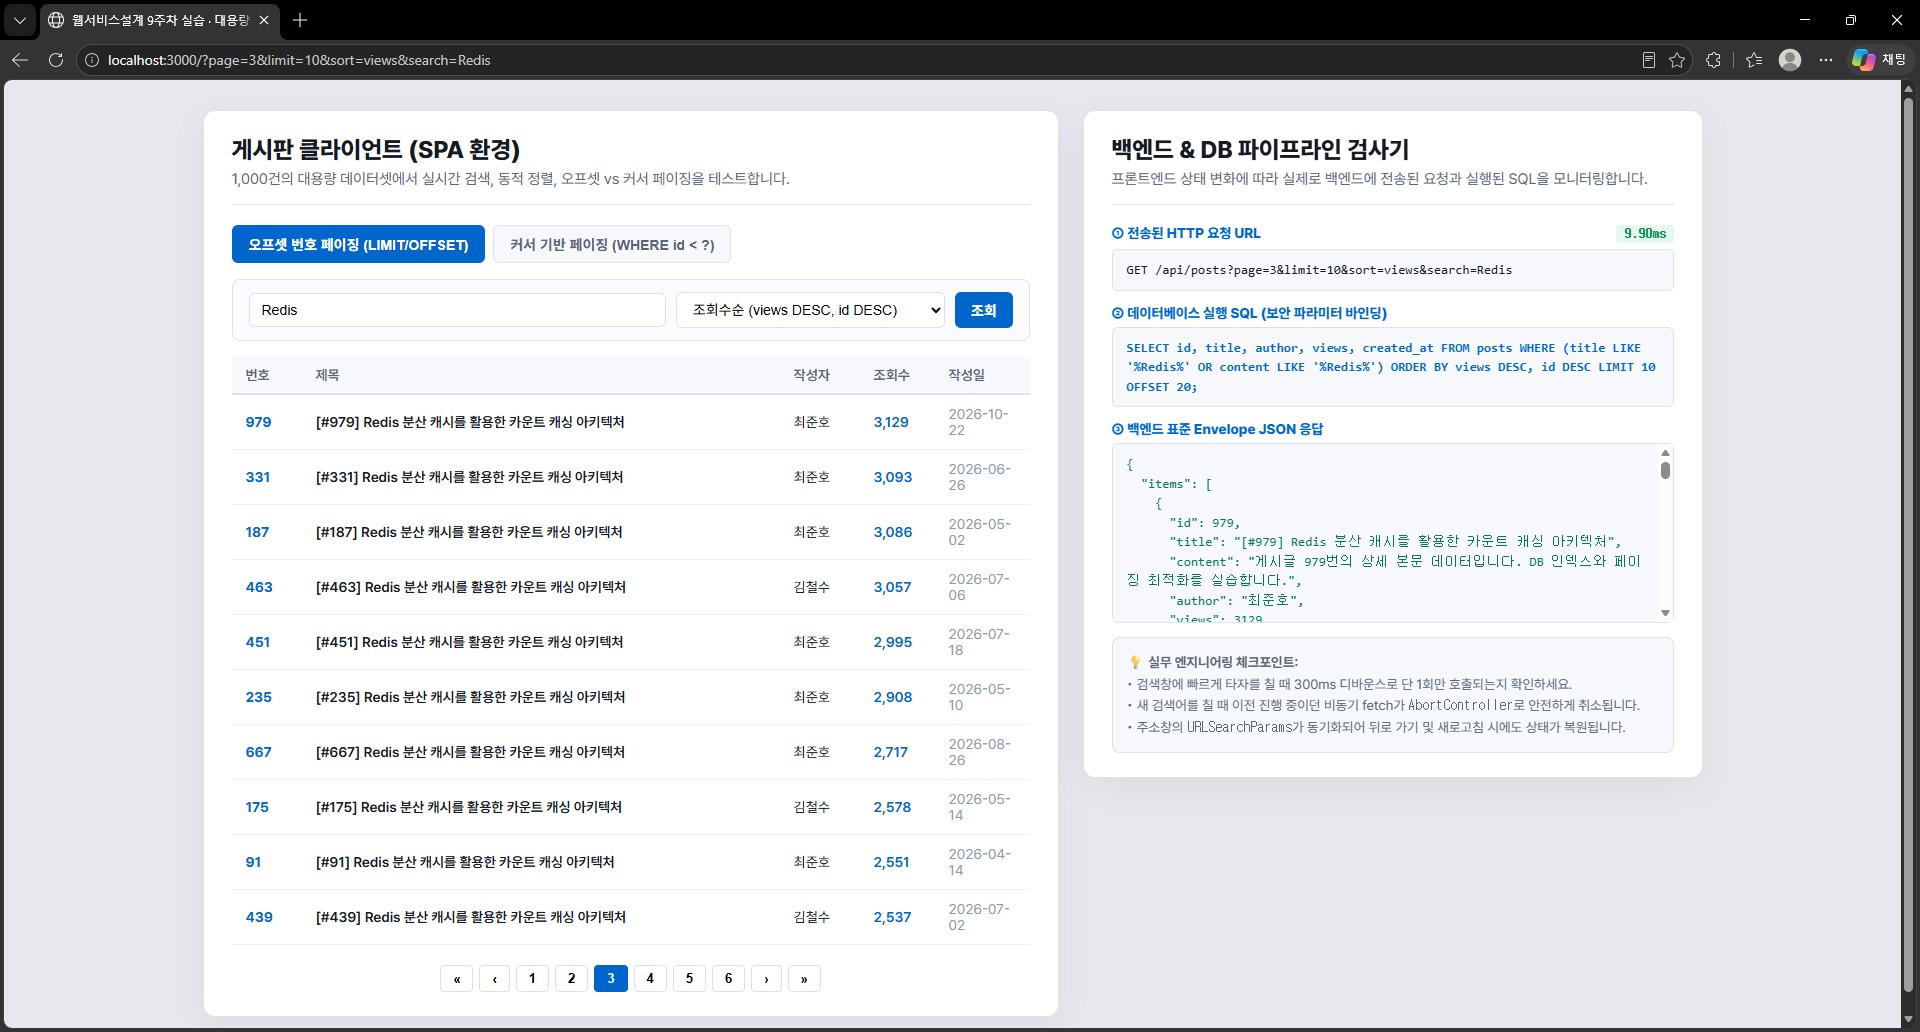 웹서비스설계 9주차 실습 · 대용량
localhost:3000/?page=3&limit=10&sort=views&search=Redis
채팅
게시판 클라이언트 (SPA 환경)
1,000건의 대용량 데이터셋에서 실시간 검색, 동적 정렬, 오프셋 vs 커서 페이징을 테스트합니다.
오프셋 번호 페이징 (LIMIT/OFFSET)
커서 기반 페이징 (WHERE id < ?)
Redis
조회수순 (views DESC, id DESC)
조회
번호 제목 작성자 조회수 작성일
979 [#979] Redis 분산 캐시를 활용한 카운트 캐싱 아키텍처 최준호 3,129 2026-10-
22
331 [#331] Redis 분산 캐시를 활용한 카운트 캐싱 아키텍처 최준호 3,093 2026-06-
26
187 [#187] Redis 분산 캐시를 활용한 카운트 캐싱 아키텍처 최준호 3,086 2026-05-
02
463 [#463] Redis 분산 캐시를 활용한 카운트 캐싱 아키텍처 김철수 3,057 2026-07-
06
451 [#451] Redis 분산 캐시를 활용한 카운트 캐싱 아키텍처 최준호 2,995 2026-07-
18
235 [#235] Redis 분산 캐시를 활용한 카운트 캐싱 아키텍처 최준호 2,908 2026-05-
10
667 [#667] Redis 분산 캐시를 활용한 카운트 캐싱 아키텍처 최준호 2,717 2026-08-
26
175 [#175] Redis 분산 캐시를 활용한 카운트 캐싱 아키텍처 김철수 2,578 2026-05-
14
91 [#91] Redis 분산 캐시를 활용한 카운트 캐싱 아키텍처 최준호 2,551 2026-04-
14
439 [#439] Redis 분산 캐시를 활용한 카운트 캐싱 아키텍처 김철수 2,537 2026-07-
02
« ‹ 1 2 3 4 5 6 › »
백엔드 & DB 파이프라인 검사기
프론트엔드 상태 변화에 따라 실제로 백엔드에 전송된 요청과 실행된 SQL을 모니터링합니다.
① 전송된 HTTP 요청 URL 9.90ms
GET /api/posts?page=3&limit=10&sort=views&search=Redis
② 데이터베이스 실행 SQL (보안 파라미터 바인딩)
SELECT id, title, author, views, created_at FROM posts WHERE (title LIKE
'%Redis%' OR content LIKE '%Redis%') ORDER BY views DESC, id DESC LIMIT 10
OFFSET 20;
③ 백엔드 표준 Envelope JSON 응답
{
"items": [
{
"id": 979,
"title": "[#979] Redis 분산 캐시를 활용한 카운트 캐싱 아키텍처",
"content": "게시글 979번의 상세 본문 데이터입니다. DB 인덱스와 페이
징 최적화를 실습합니다.",
"author": "최준호",
"views": 3129
💡 실무 엔지니어링 체크포인트:
• 검색창에 빠르게 타자를 칠 때 300ms 디바운스로 단 1회만 호출되는지 확인하세요.
• 새 검색어를 칠 때 이전 진행 중이던 비동기 fetch가 AbortController로 안전하게 취소됩니다.
• 주소창의 URLSearchParams가 동기화되어 뒤로 가기 및 새로고침 시에도 상태가 복원됩니다.